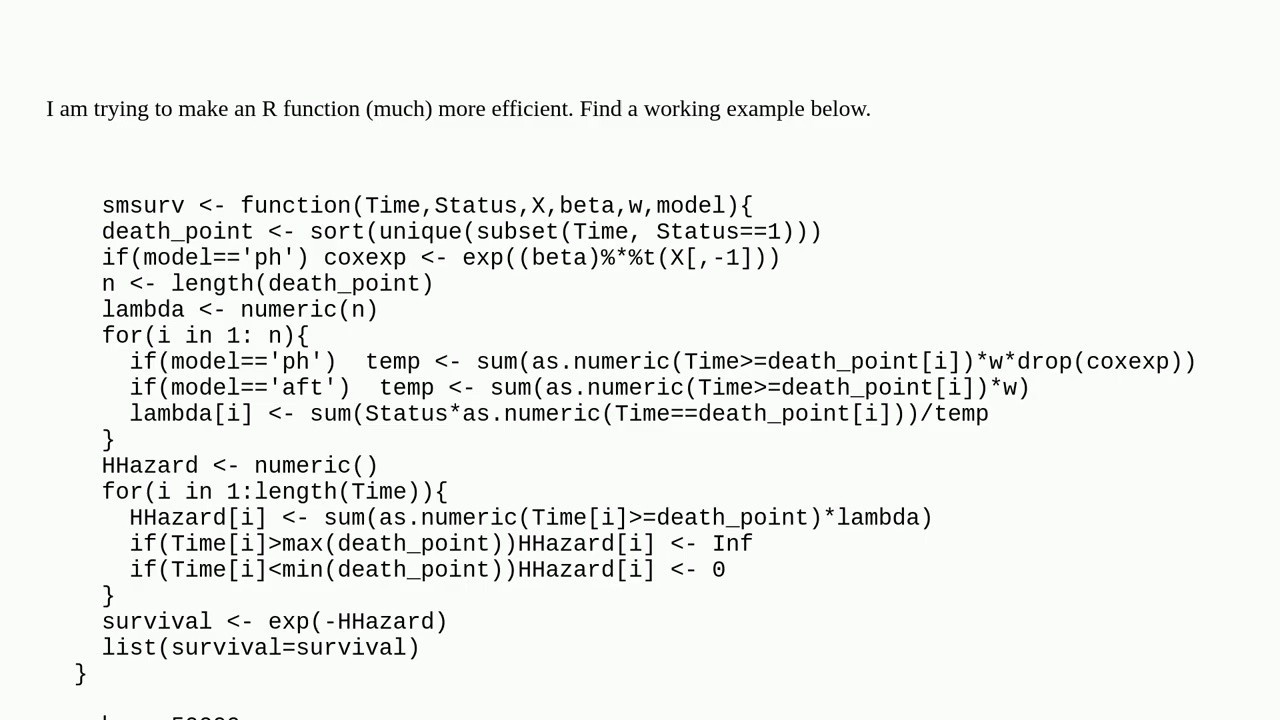 I am trying to make an R function (much) more efficient. Find a working example below.
smsurv <- function(Time,Status,X,beta,w,model){
death_point <- sort(unique(subset(Time, Status==1)))
if(model=='ph') coxexp <- exp((beta)%*%t(X[,-1]))
n <- length(death_point)
lambda <- numeric(n)
for(i in 1: n){
  if(model=='ph')  temp <- sum(as.numeric(Time>=death_point[i])*w*drop(coxexp))
  if(model=='aft')  temp <- sum(as.numeric(Time>=death_point[i])*w)
  lambda[i] <- sum(Status*as.numeric(Time==death_point[i]))/temp
}
HHazard <- numeric()
for(i in 1:length(Time)){
  HHazard[i] <- sum(as.numeric(Time[i]>=death_point)*lambda)
  if(Time[i]>max(death_point))HHazard[i] <- Inf
  if(Time[i]<min(death_point))HHazard[i] <- 0
}
survival <- exp(-HHazard)
list(survival=survival)
}